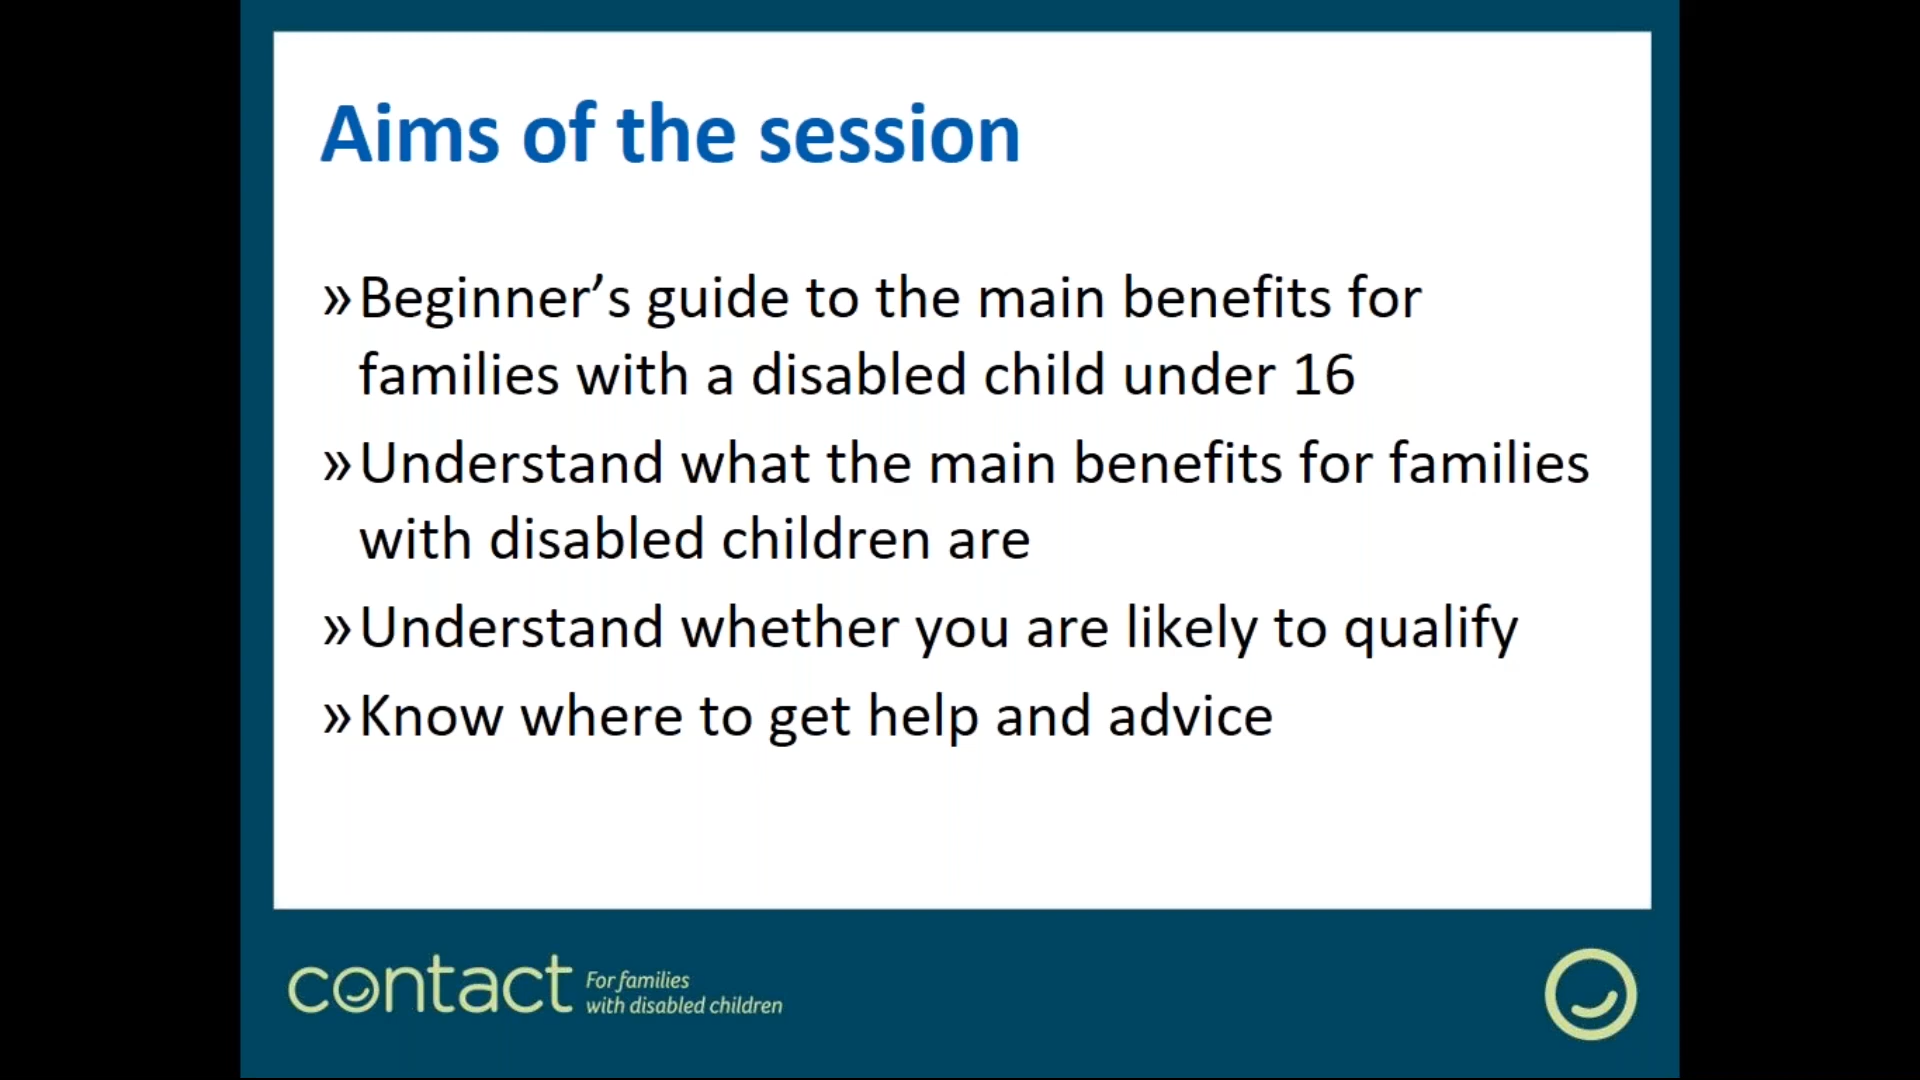 Aims of the session
»Beginner’s guide to the main benefits for
families with a disabled child under 16
»Understand what the main benefits for families
with disabled children are
»Understand whether you are likely to qualify
»Know where to get help and advice
contact
For families
with disabled children